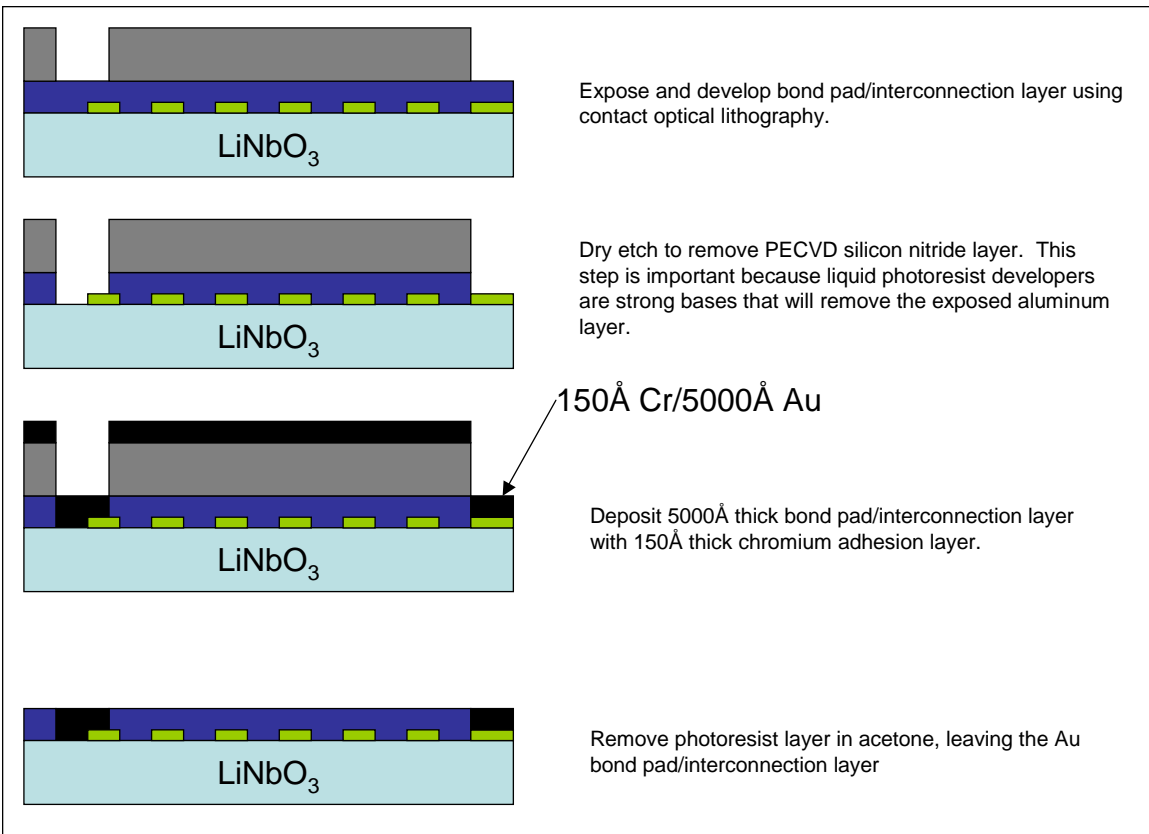 Expose and develop bond pad/interconnection layer using
contact optical lithography.
LiNbO3
Dry etch to remove PECVD silicon nitride layer.  This
step is important because liquid photoresist developers
are strong bases that will remove the exposed aluminum
layer.
LiNbO3
150Å Cr/5000Å Au
Deposit 5000Å thick bond pad/interconnection layer
with 150Å thick chromium adhesion layer.
LiNbO3
Remove photoresist layer in acetone, leaving the Au
bond pad/interconnection layer
LiNbO3